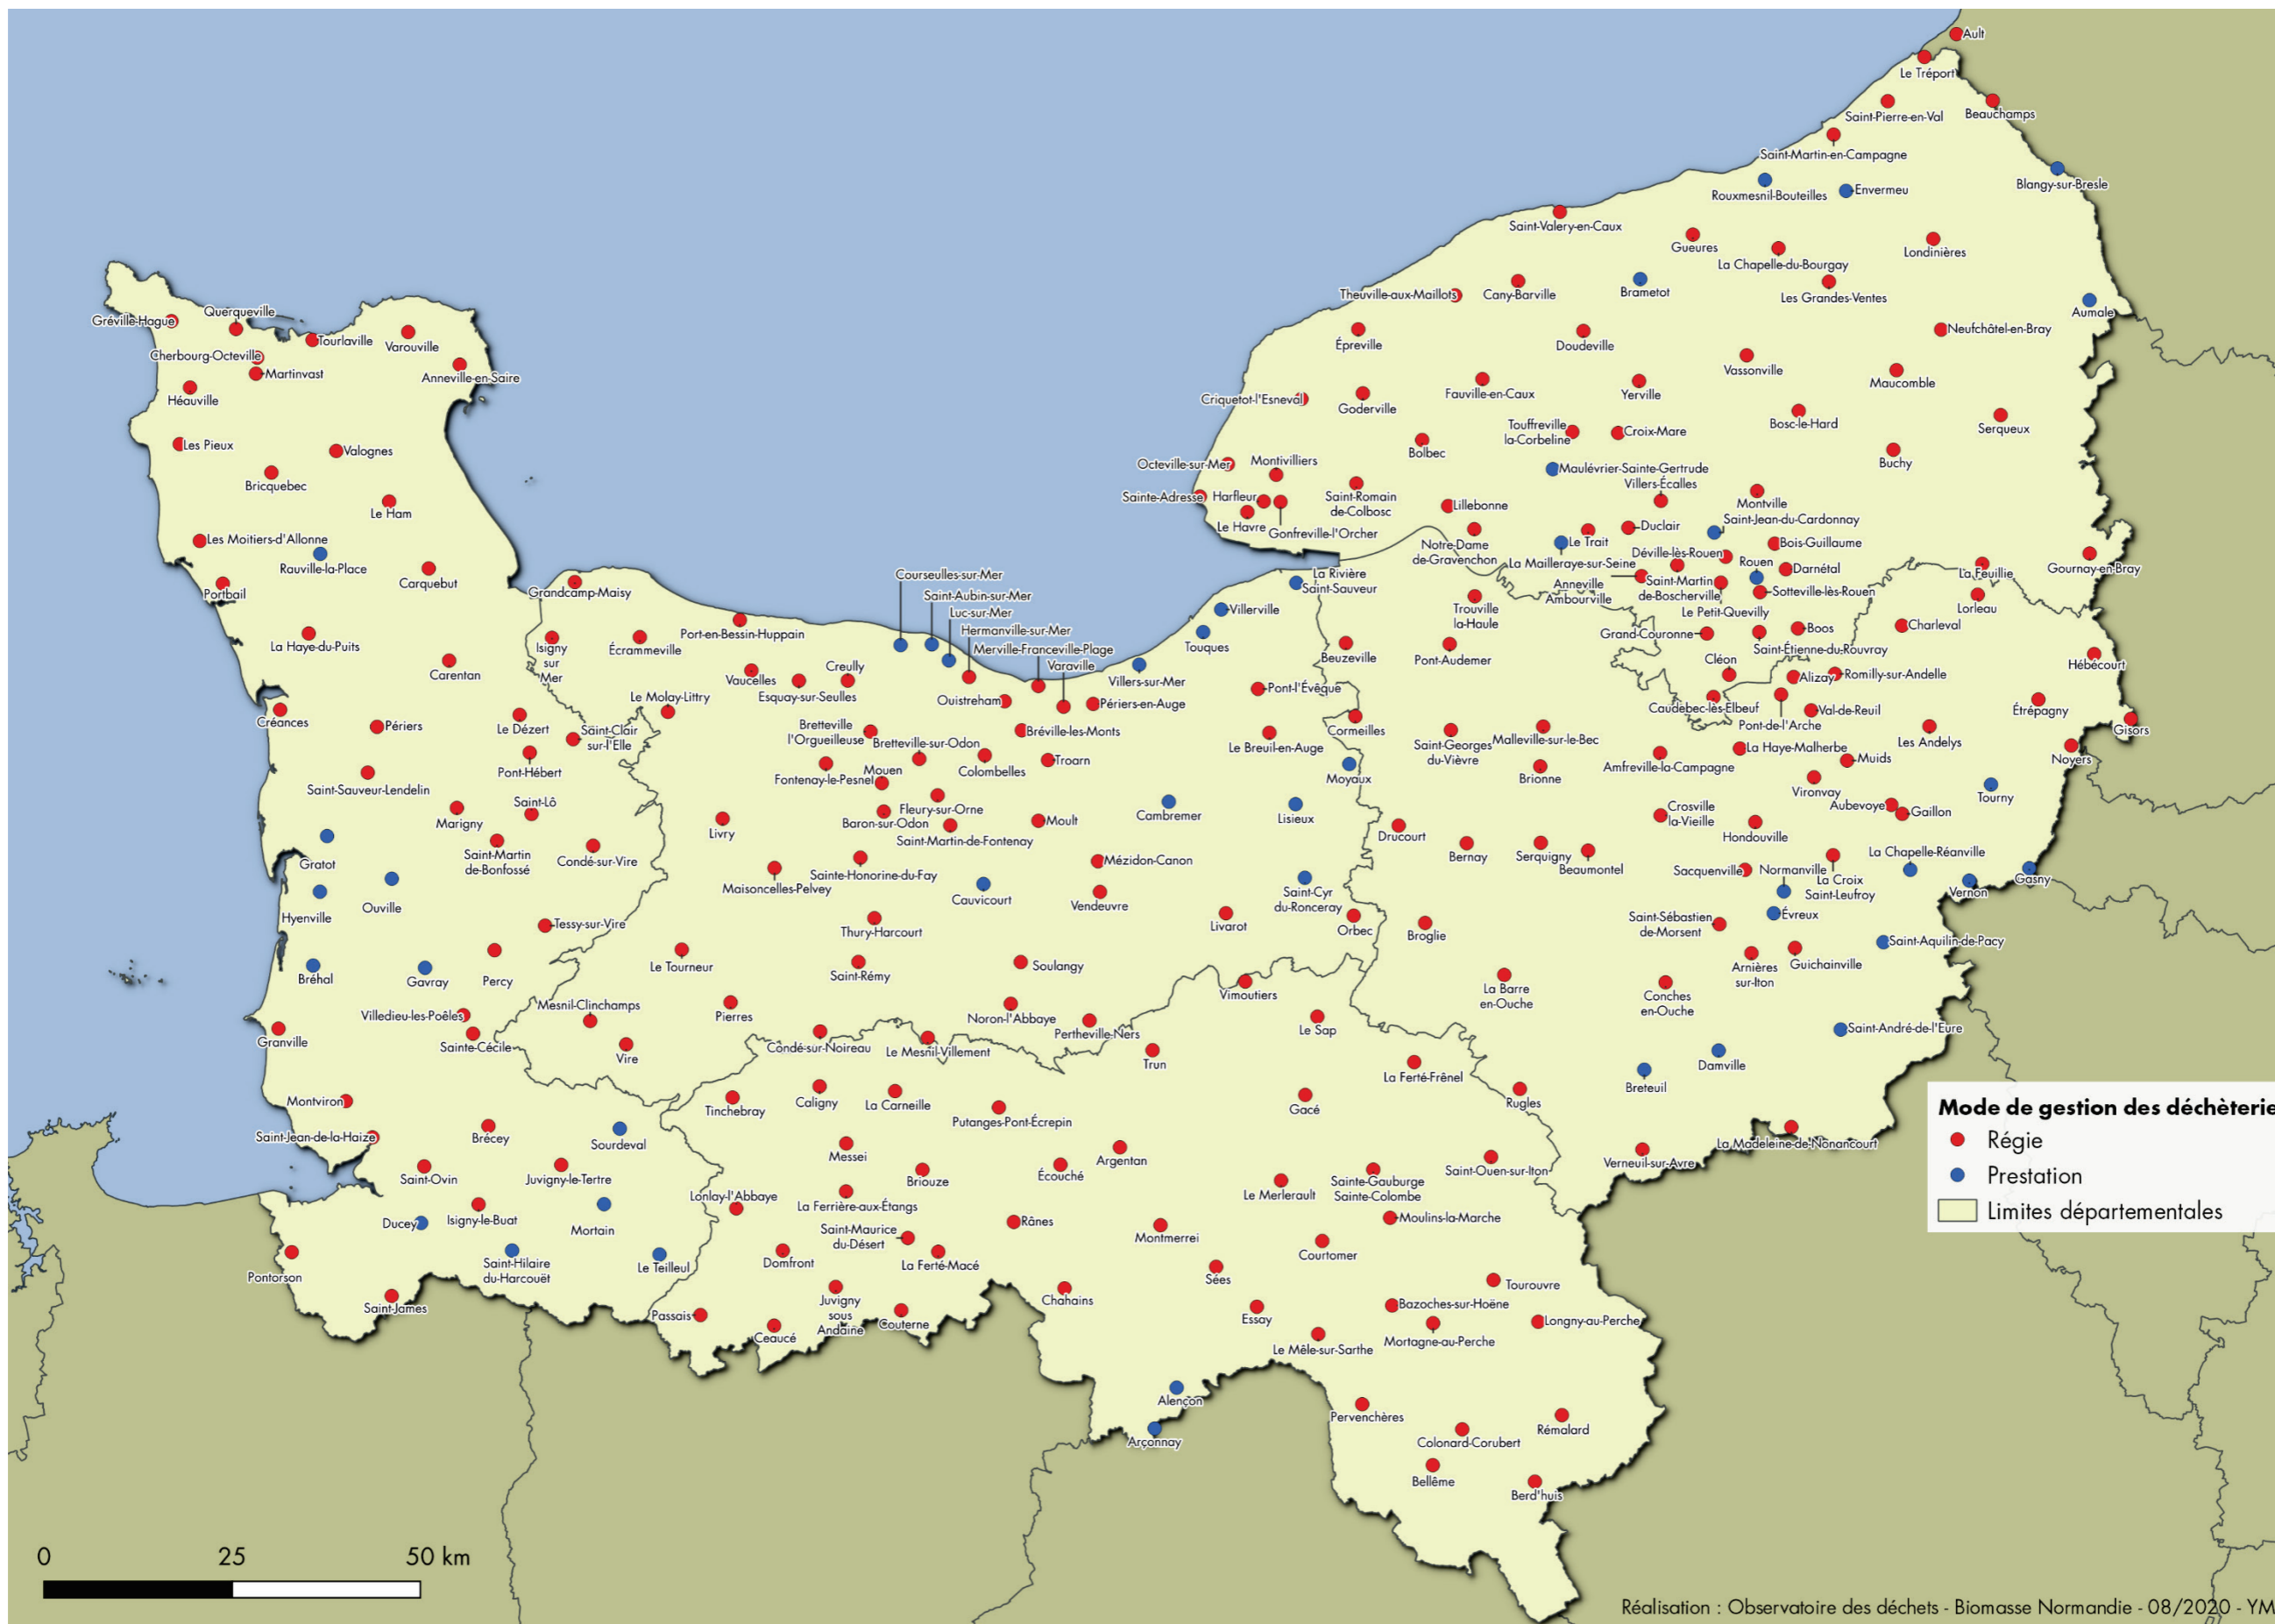 Ault
Le Tréport
Saint-Pierre-en-Val
Beauchamps
Saint-Martin-en-Campagne
Blangy-sur-Bresle
Rouxmesnil-Bouteilles
Envermeu
Saint-Valery-en-Caux
Gueures
Londinières
La Chapelle-du-Bourgay
Theuville-aux-Maillots
Cany-Barville
Brametot
Les Grandes-Ventes
Aumale
Neufchâtel-en-Bray
Épreville
Doudeville
Vassonville
Maucomble
Criquetot-l'Esneval
Goderville
Fauville-en-Caux
Yerville
Bosc-le-Hard
Serqueux
Touffreville
la-Corbeline
Croix-Mare
Bolbec
Buchy
Octeville-sur-Mer
Montivilliers
Maulévrier-Sainte-Gertrude
Villers-Écalles
Sainte-Adresse
Harfleur
Saint-Romain
de-Colbosc
Lillebonne
Montville
Saint-Jean-du-Cardonnay
Le Havre
Gonfreville-l'Orcher
Duclair
Le Trait
Bois-Guillaume
Notre-Dame
de-Gravenchon
La Mailleraye-sur-Seine
Déville-lès-Rouen
Rouen
Darnétal
La Feuillie
Gournay-en-Bray
Anneville
Ambourville
Saint-Martin
de-Boscherville
Sotteville-lès-Rouen
Le Petit-Quevilly
Lorleau
Trouville
la-Haule
Grand-Couronne
Boos
Charleval
Saint-Étienne-du-Rouvray
Hébécourt
Beuzeville
Pont-Audemer
Cléon
Alizay
Romilly-sur-Andelle
Caudebec-lès-Elbeuf
Pont-de-l'Arche
Val-de-Reuil
Étrépagny
Gisors
Cormeilles
Saint-Georges
du-Vièvre
Malleville-sur-le-Bec
La Haye-Malherbe
Les Andelys
Noyers
Brionne
Amfreville-la-Campagne
Muids
Vironvay
Tourny
Aubevoye
Gaillon
Crosville
la-Vieille
Hondouville
Drucourt
Bernay
Serquigny
Beaumontel
Sacquenville
Normanville
La Croix
Saint-Leufroy
La Chapelle-Réanville
Vernon
Gasny
Évreux
Saint-Sébastien
de-Morsent
Broglie
Saint-Aquilin-de-Pacy
Arnières
sur-Iton
Guichainville
La Barre
en-Ouche
Conches
en-Ouche
Saint-André-de-l'Eure
Damville
Breteuil
Rugles
La Madeleine-de-Nonancourt
Verneuil-sur-Avre
Gréville-Hague
Querqueville
Tourlaville
Varouville
Cherbourg-Octeville
Martinvast
Anneville-en-Saire
Héauville
Les Pieux
Valognes
Bricquebec
Le Ham
Les Moitiers-d'Allonne
Rauville-la-Place
Carquebut
Portbail
La Haye-du-Puits
Carentan
Créances
Périers
Le Dézert
Saint-Clair
sur-l'Elle
Pont-Hébert
Saint-Sauveur-Lendelin
Marigny
Saint-Lô
Gratot
Saint-Martin
de-Bonfossé
Condé-sur-Vire
Hyenville
Ouville
Tessy-sur-Vire
Bréhal
Gavray
Percy
Villedieu-les-Poêles
Sainte-Cécile
Granville
Montviron
Saint-Jean-de-la-Haize
Brécey
Sourdeval
Saint-Ovin
Juvigny-le-Tertre
Ducey
Isigny-le-Buat
Mortain
Pontorson
Saint-Hilaire
du-Harcouët
Le Teilleul
Saint-James
Grandcamp-Maisy
Courseulles-sur-Mer
Saint-Aubin-sur-Mer
Luc-sur-Mer
Hermanville-sur-Mer
Merville-Franceville-Plage
Varaville
La Rivière
Saint-Sauveur
Villerville
Touques
Isigny
sur
Mer
Écrammeville
Port-en-Bessin-Huppain
Villers-sur-Mer
Vaucelles
Creully
Esquay-sur-Seulles
Pont-l'Évêque
Le Molay-Littry
Ouistreham
Périers-en-Auge
Bretteville
l'Orgueilleuse
Bretteville-sur-Odon
Bréville-les-Monts
Le Breuil-en-Auge
Fontenay-le-Pesnel
Mouen
Colombelles
Troarn
Moyaux
Livry
Baron-sur-Odon
Fleury-sur-Orne
Saint-Martin-de-Fontenay
Moult
Cambremer
Lisieux
Maisoncelles-Pelvey
Sainte-Honorine-du-Fay
Mézidon-Canon
Cauvicourt
Vendeuvre
Saint-Cyr
du-Ronceray
Thury-Harcourt
Livarot
Orbec
Le Tourneur
Saint-Rémy
Soulangy
Mesnil-Clinchamps
Pierres
Noron-l'Abbaye
Pertheville-Ners
Vire
Condé-sur-Noireau
Le Mesnil-Villement
Vimoutiers
Le Sap
Trun
La Ferté-Frênel
Tinchebray
Caligny
La Carneille
Putanges-Pont-Écrepin
Gacé
Messei
Argentan
Briouze
Écouché
Saint-Ouen-sur-Iton
Lonlay-l'Abbaye
La Ferrière-aux-Étangs
Le Merlerault
Sainte-Gauburge
Sainte-Colombe
Saint-Maurice
du-Désert
Rânes
Montmerrei
Moulins-la-Marche
Domfront
La Ferté-Macé
Courtomer
Sées
Tourouvre
Passais
Juvigny
sous
Andaine
Couterne
Ceaucé
Chahains
Essay
Bazoches-sur-Hoëne
Longny-au-Perche
Le Mêle-sur-Sarthe
Mortagne-au-Perche
Alençon
Arçonnay
Pervenchères
Rémalard
Colonard-Corubert
Bellême
Berd'huis
Mode de gestion des déchèterie
Régie
Prestation
Limites départementales
0 25 50 km
Réalisation : Observatoire des déchets - Biomasse Normandie - 08/2020 - YM